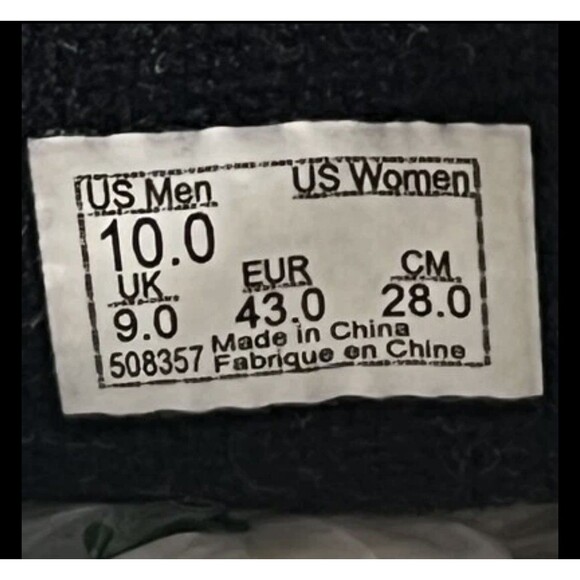 US Men US Women
10.0
UK EUR CM
9.0 43.0 28.0
Made in China
508357 Fabrique en Chine